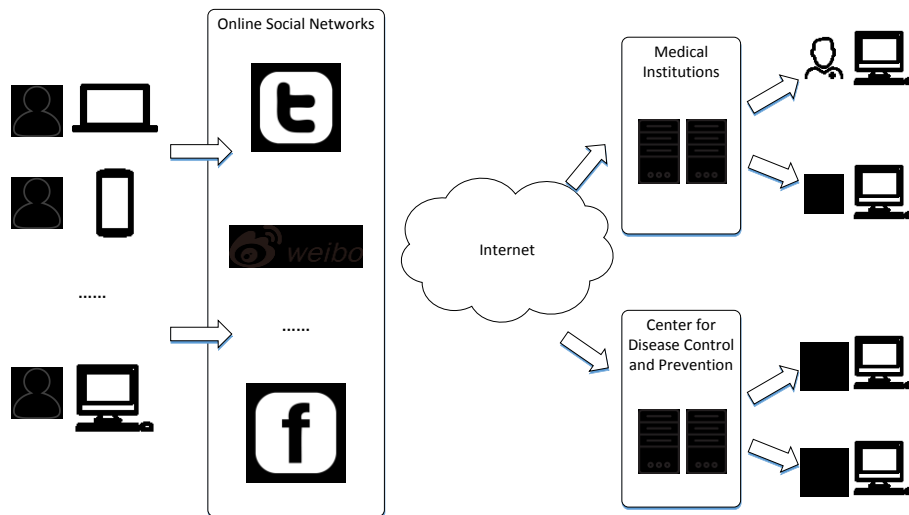 Online Social Networks
weibo
......
......
Internet
Medical
Institutions
Center for
Disease Control
and Prevention